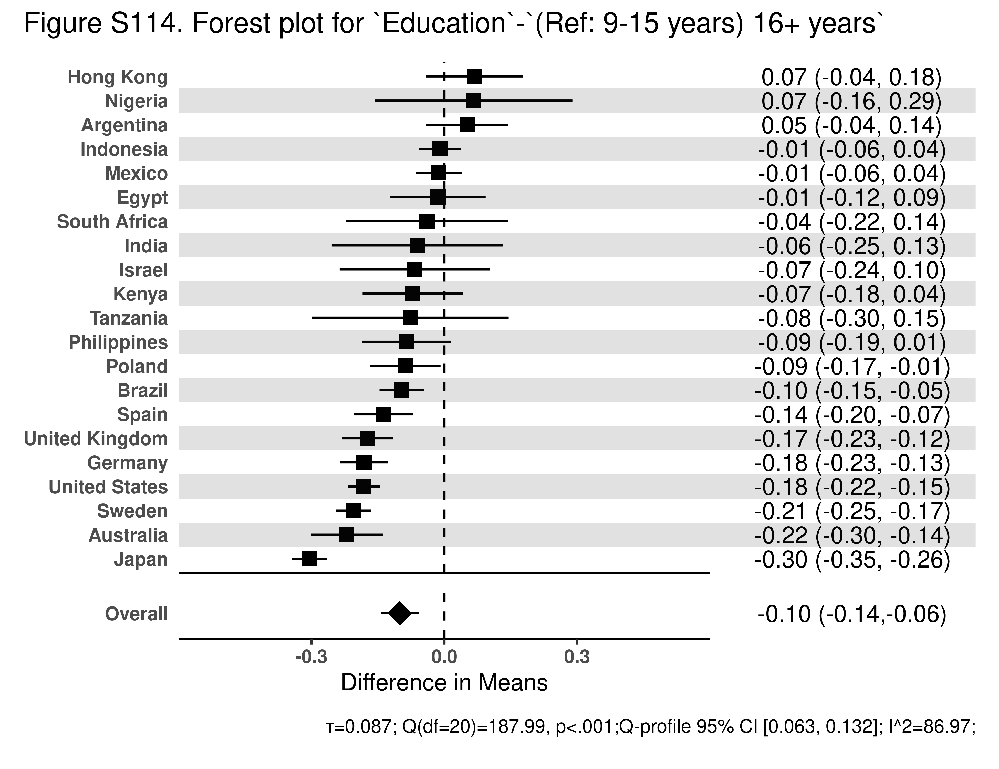 Figure S114. Forest plot for `Education`-`(Ref: 9-15 years) 16+ years`
Hong Kong 0.07 (-0.04, 0.18)
Nigeria 0.07 (-0.16, 0.29)
Argentina 0.05 (-0.04, 0.14)
Indonesia -0.01 (-0.06, 0.04)
Mexico -0.01 (-0.06, 0.04)
Egypt -0.01 (-0.12, 0.09)
South Africa -0.04 (-0.22, 0.14)
India -0.06 (-0.25, 0.13)
Israel -0.07 (-0.24, 0.10)
Kenya -0.07 (-0.18, 0.04)
Tanzania -0.08 (-0.30, 0.15)
Philippines -0.09 (-0.19, 0.01)
Poland -0.09 (-0.17, -0.01)
Brazil -0.10 (-0.15, -0.05)
Spain -0.14 (-0.20, -0.07)
United Kingdom -0.17 (-0.23, -0.12)
Germany -0.18 (-0.23, -0.13)
United States -0.18 (-0.22, -0.15)
Sweden -0.21 (-0.25, -0.17)
Australia -0.22 (-0.30, -0.14)
Japan -0.30 (-0.35, -0.26)
Overall -0.10 (-0.14,-0.06)
-0.3 0.0 0.3
Difference in Means
τ=0.087; Q(df=20)=187.99, p<.001;Q-profile 95% CI [0.063, 0.132]; I^2=86.97;